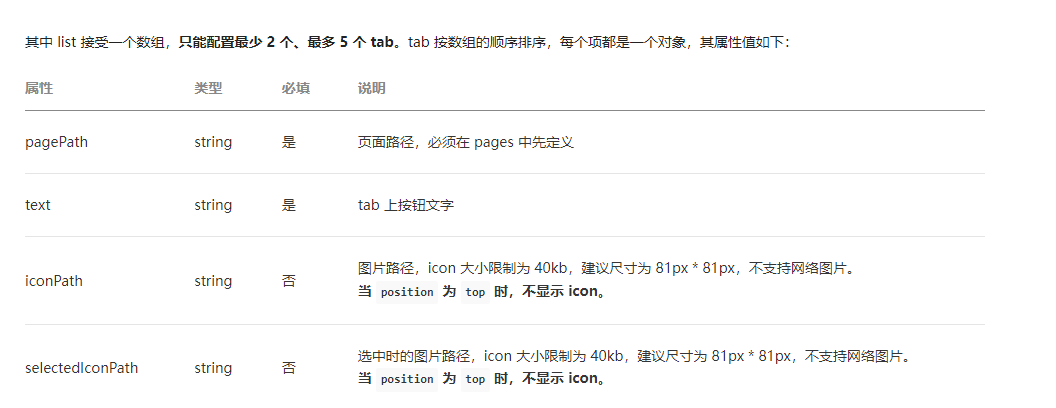 其中 list 接受一个数组，只能配置最少 2 个、最多 5 个 tab。tab 按数组的顺序排序，每个项都是一个对象，其属性值如下：
属性 类型 必填 说明
pagePath string 是 页面路径，必须在 pages 中先定义
text string 是 tab 上按钮文字
iconPath string 否 图片路径，icon 大小限制为 40kb，建议尺寸为 81px * 81px，不支持网络图片。
当 position 为 top 时，不显示 icon。
selectedIconPath string 否 选中时的图片路径，icon 大小限制为 40kb，建议尺寸为 81px * 81px，不支持网络图片。
当 position 为 top 时，不显示 icon。